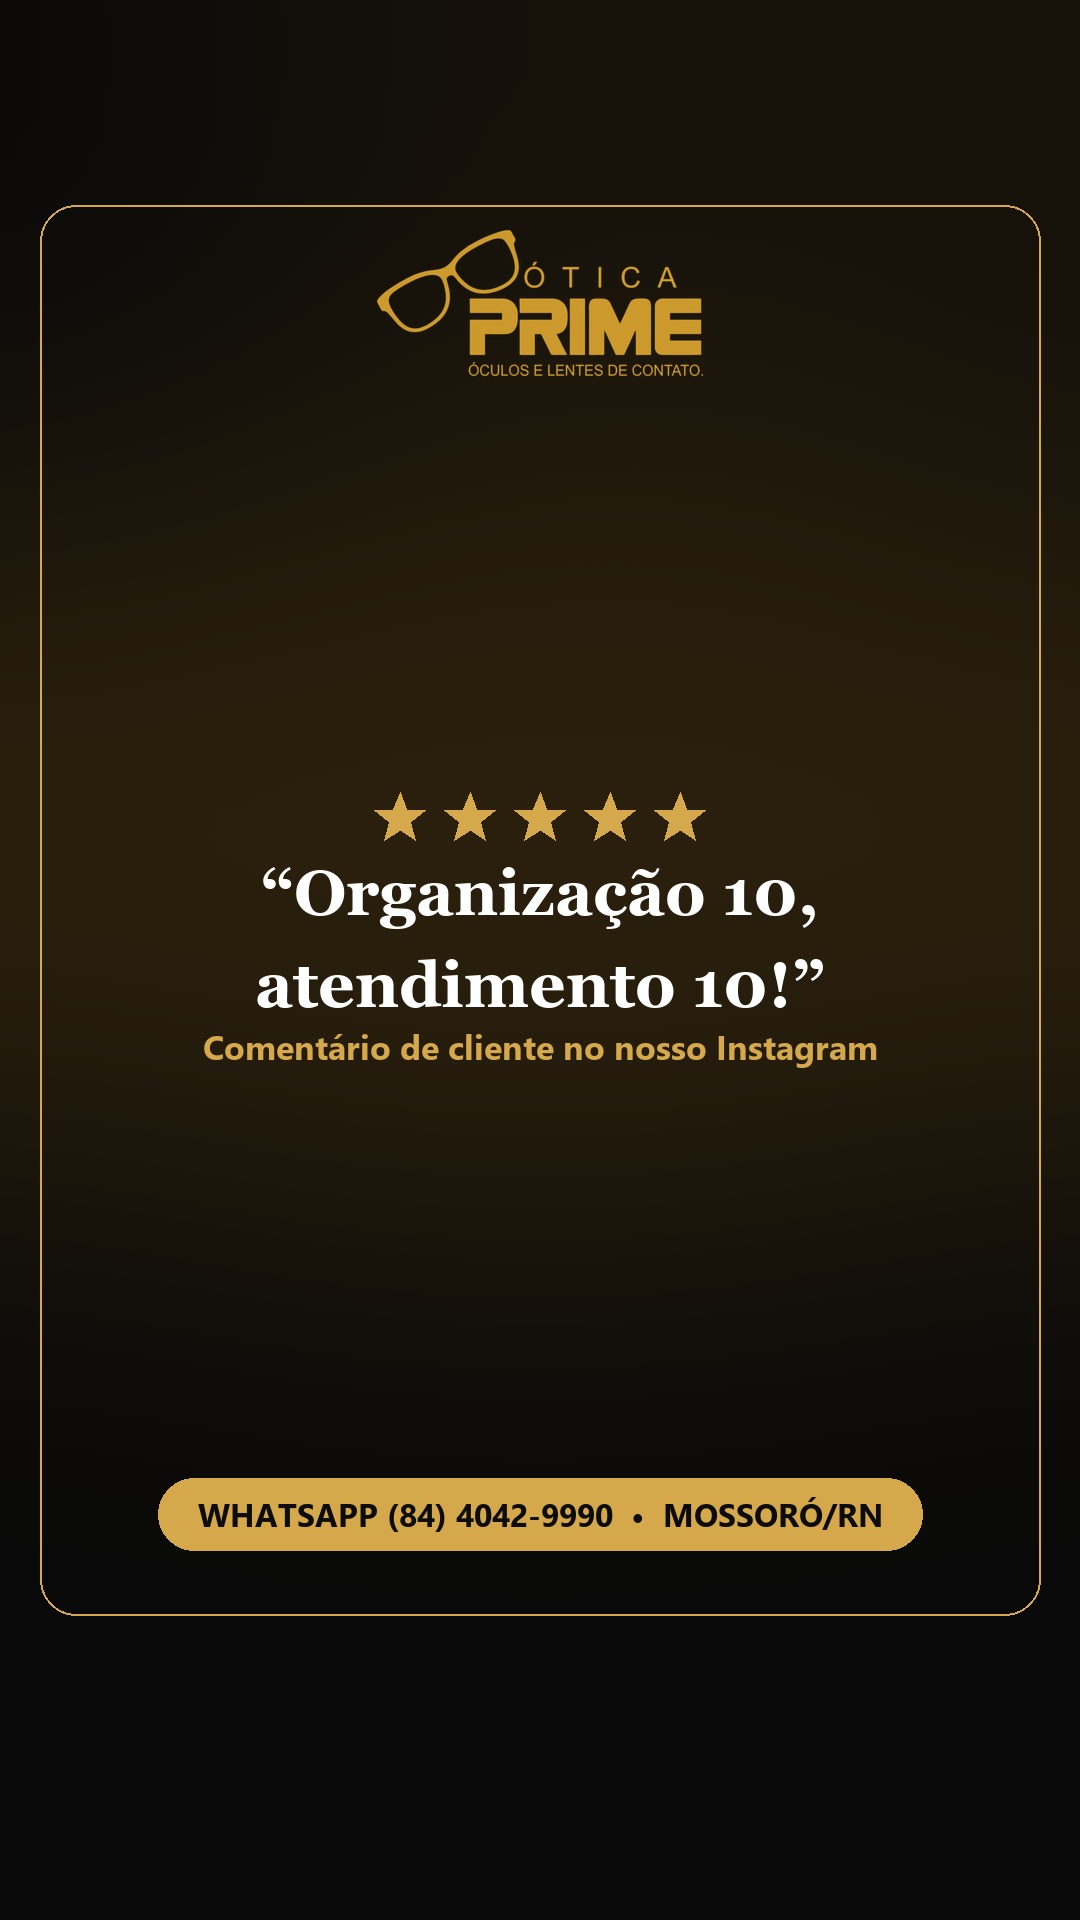 ÓTICA
PRIME
ÓCULOS E LENTES DE CONTATO.
“Organização 10,
atendimento 10!”
Comentário de cliente no nosso Instagram
WHATSAPP (84) 4042-9990 • MOSSORÓ/RN